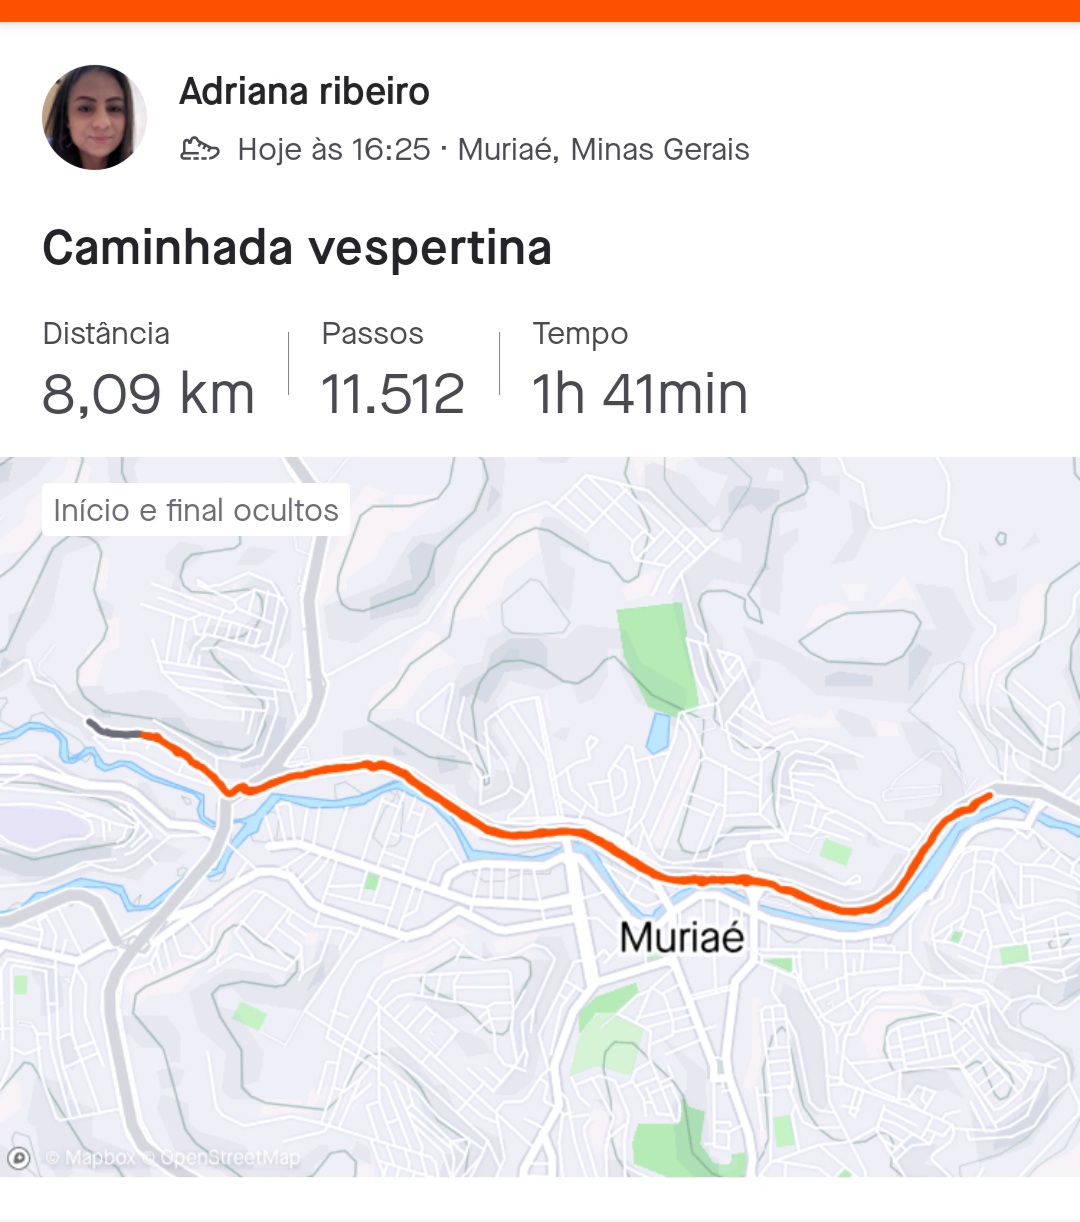 Adriana ribeiro
Hoje às 16:25 · Muriaé, Minas Gerais
Caminhada vespertina
Distância
8,09 km
Passos
11.512
Tempo
1h 41min
Início e final ocultos
Muriaé
© Mapbox © OpenStreetMap